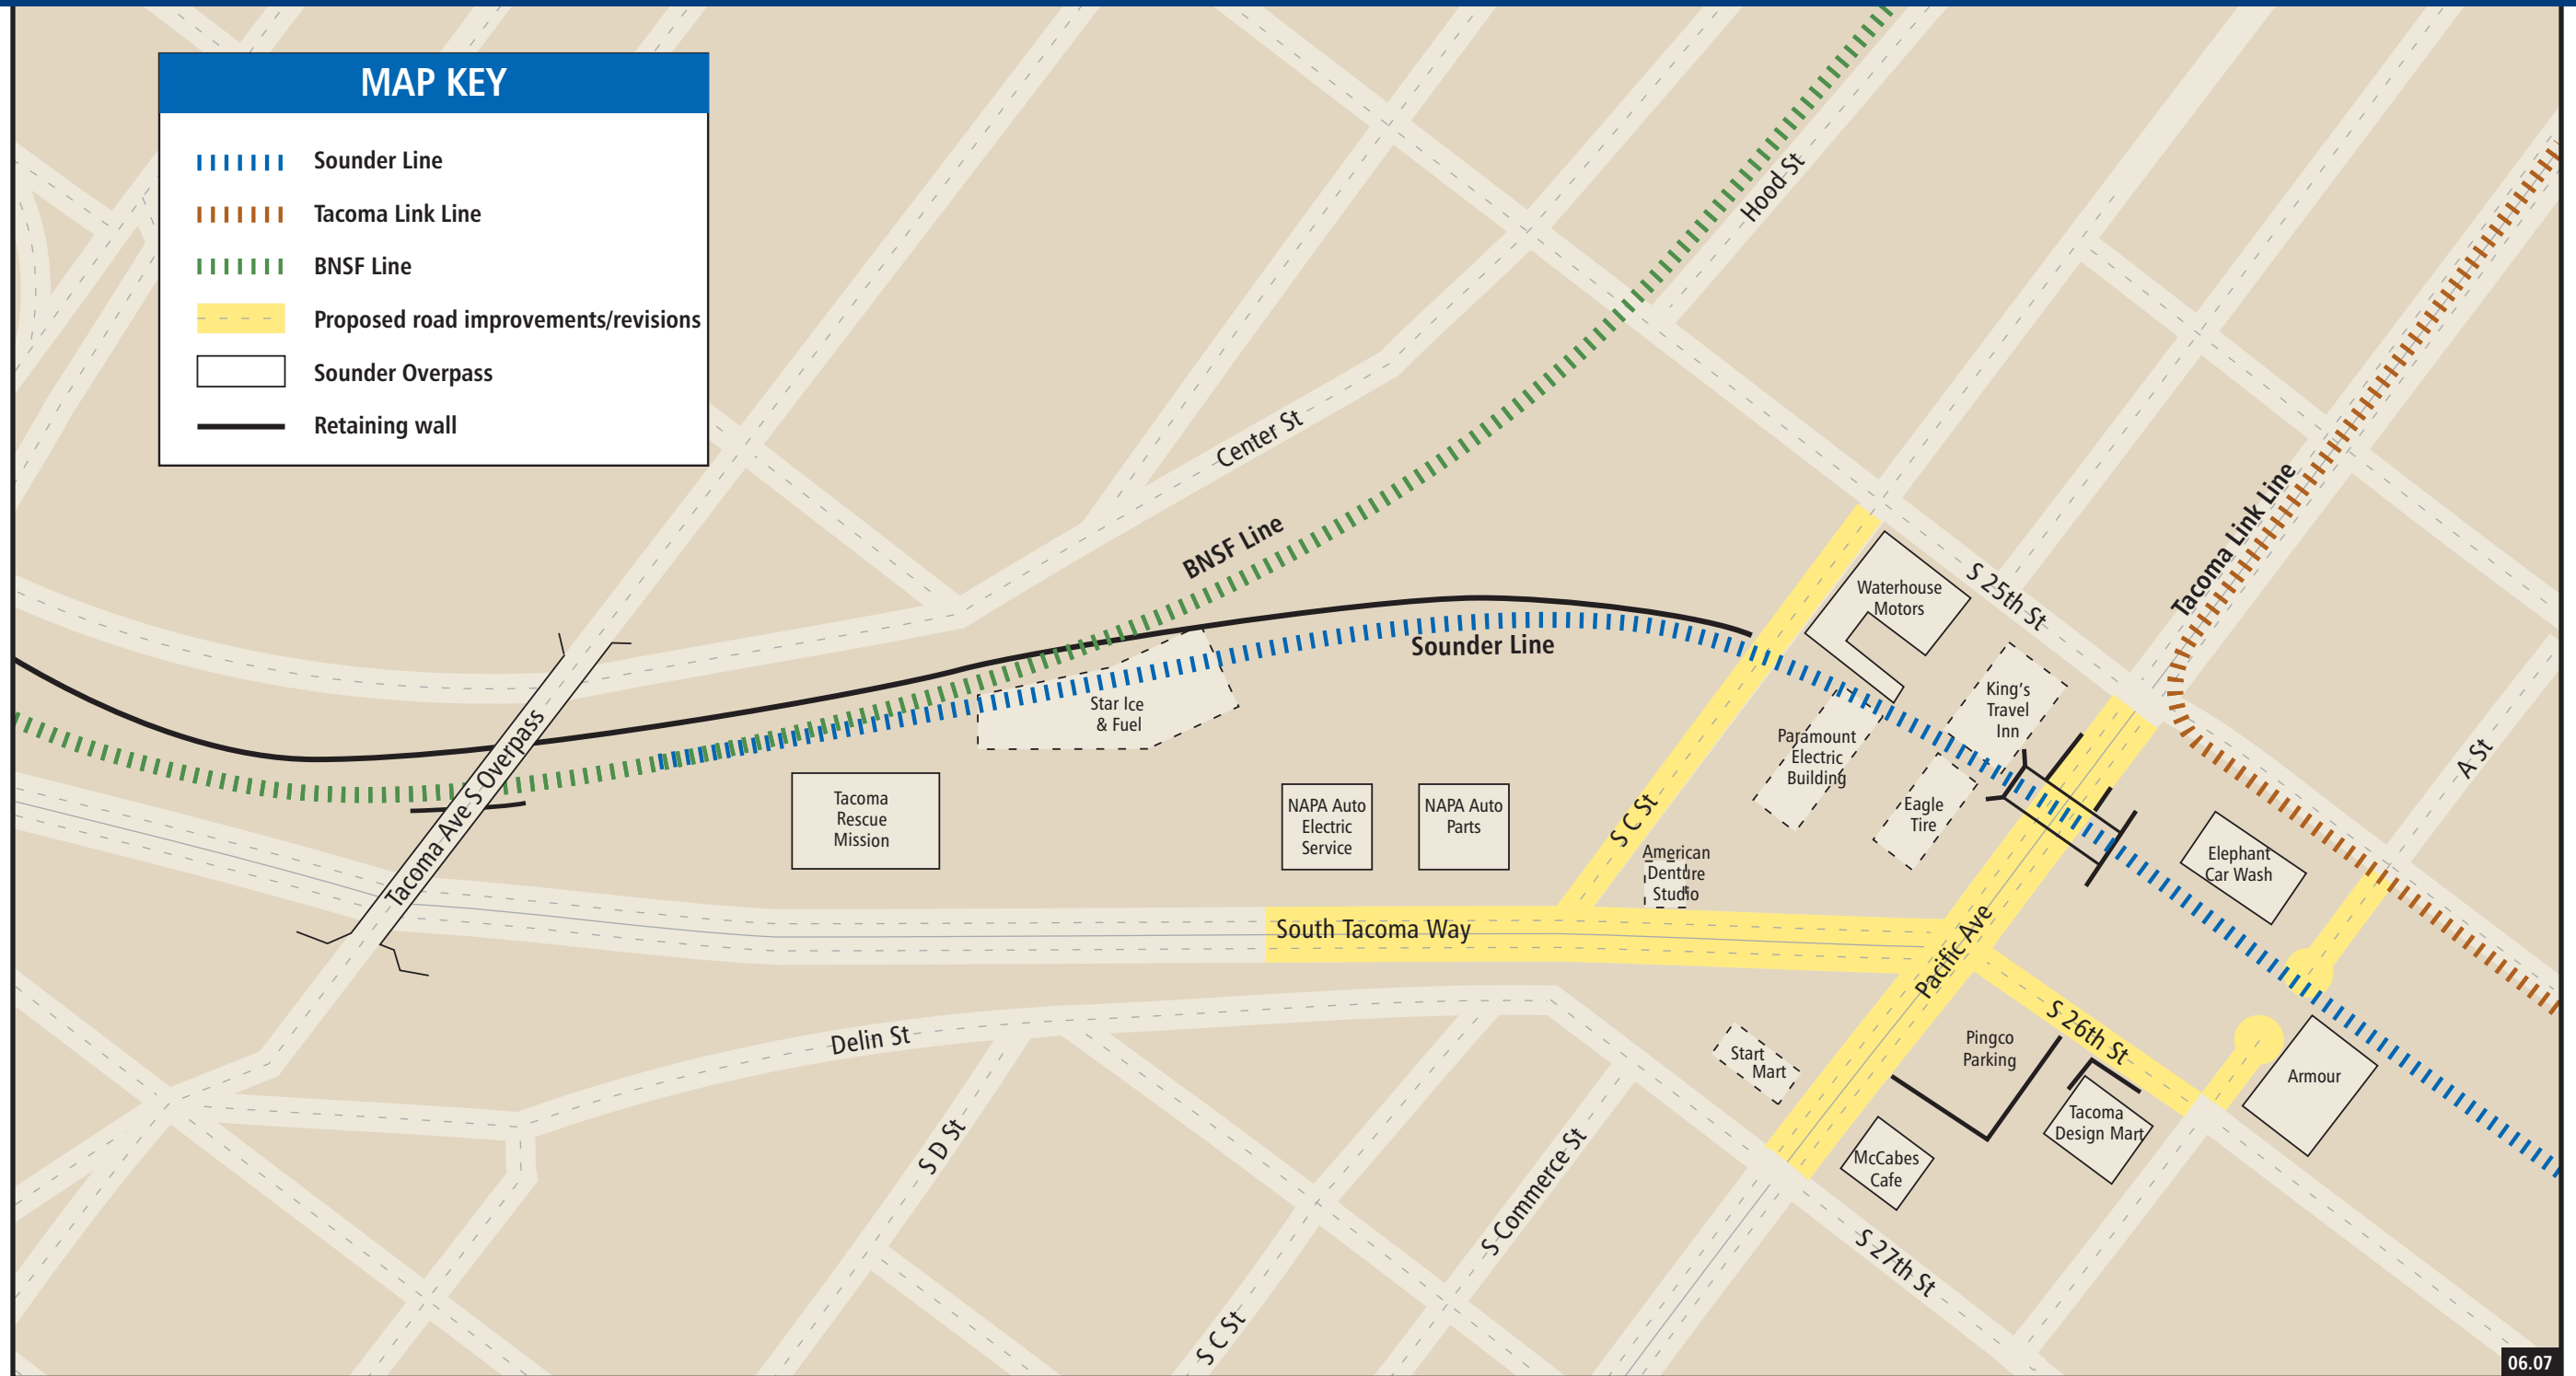 MAP KEY
Sounder Line
Tacoma Link Line
BNSF Line
Proposed road improvements/revisions
Sounder Overpass
Retaining wall
Hood St
Center St
BNSF Line
Sounder Line
Tacoma Link Line
S 25th St
Waterhouse
Motors
King's
Travel
Inn
Paramount
Electric
Building
Eagle
Tire
Star Ice
& Fuel
Tacoma Ave S Overpass
Tacoma
Rescue
Mission
NAPA Auto
Electric
Service
NAPA Auto
Parts
S C St
American
Denture
Studio
A St
Elephant
Car Wash
South Tacoma Way
Pacific Ave
S 26th St
Delin St
Start
Mart
Pingco
Parking
Armour
Tacoma
Design Mart
McCabes
Cafe
S D St
S Commerce St
S C St
S 27th St
06.07